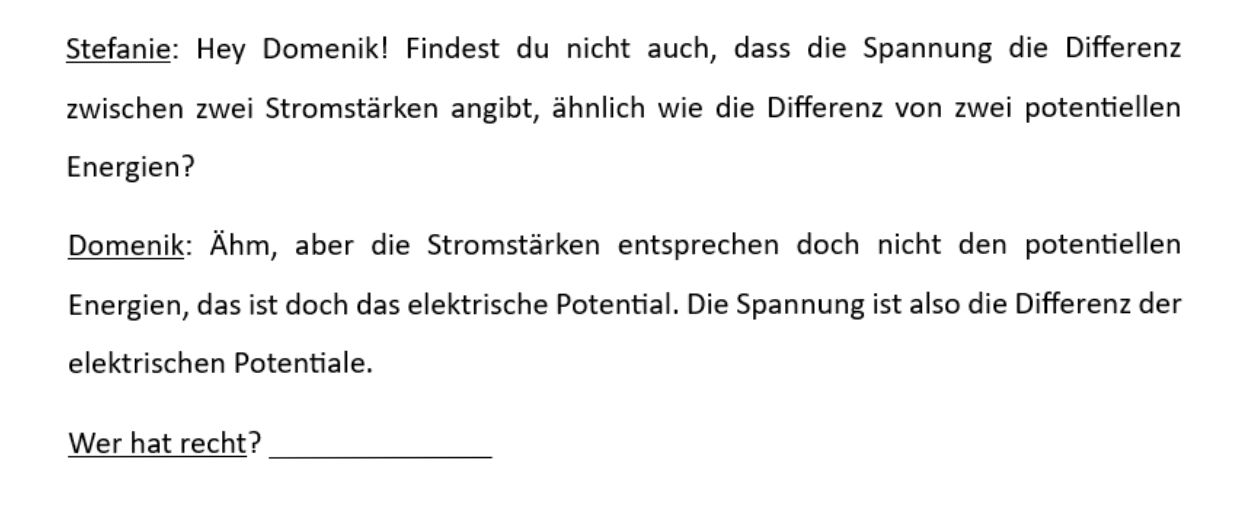 Stefanie: Hey Domenik! Findest du nicht auch, dass die Spannung die Differenz
zwischen zwei Stromstärken angibt, ähnlich wie die Differenz von zwei potentiellen
Energien?
Domenik: Ähm, aber die Stromstärken entsprechen doch nicht den potentiellen
Energien, das ist doch das elektrische Potential. Die Spannung ist also die Differenz der
elektrischen Potentiale.
Wer hat recht? _______________